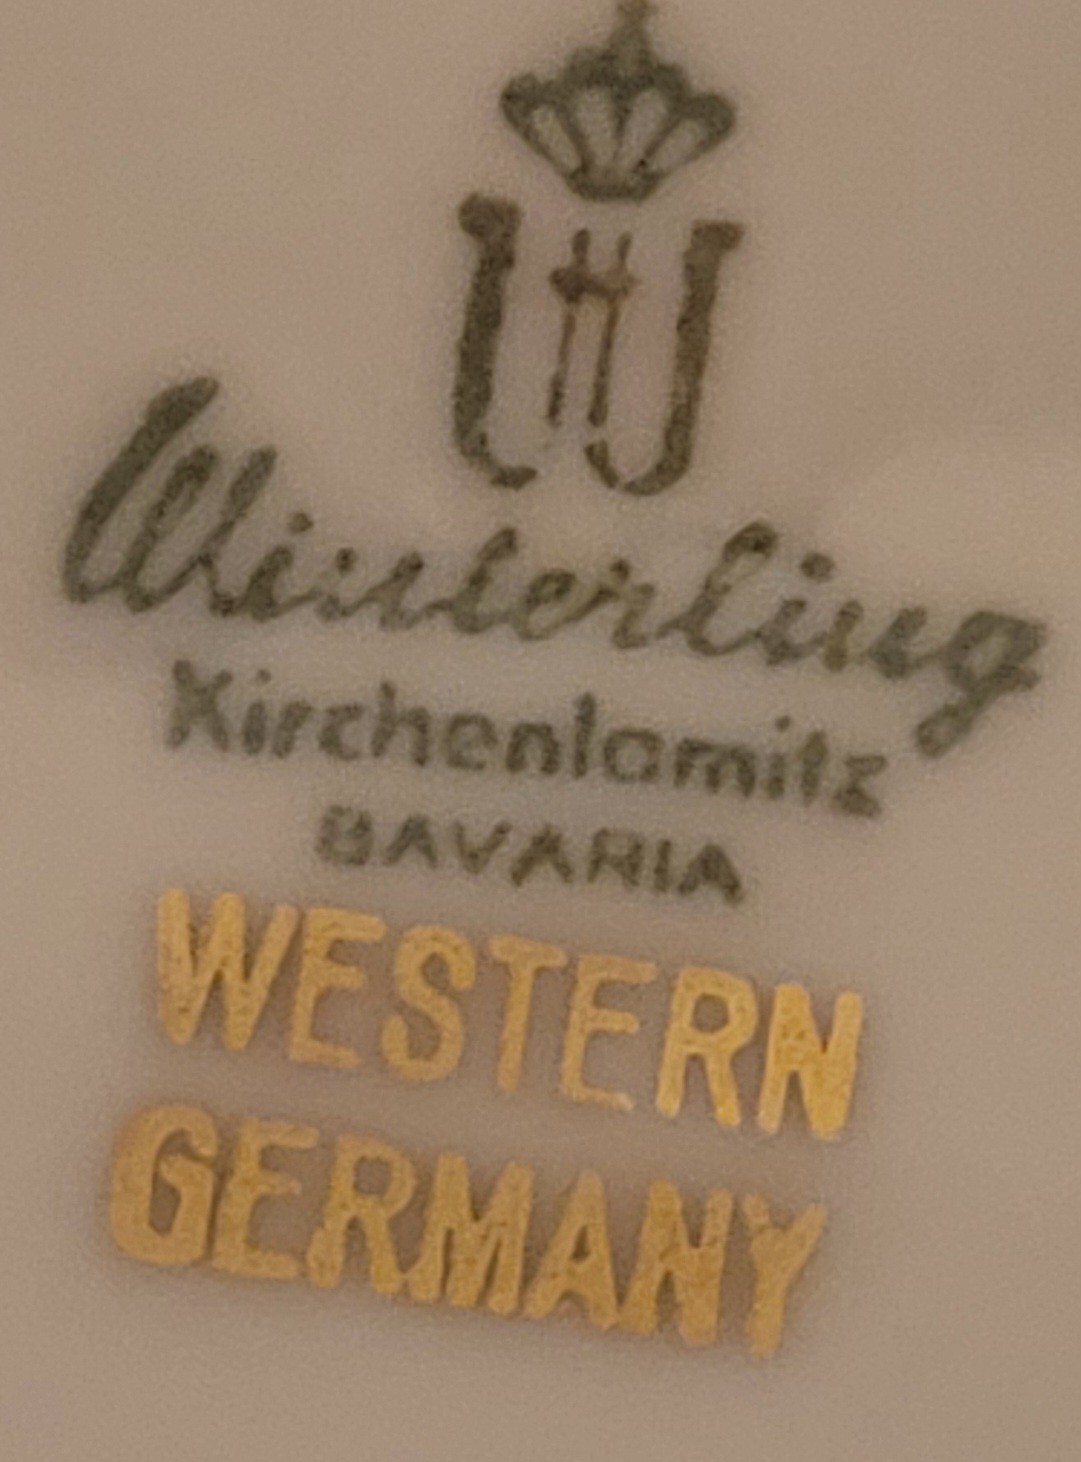 Winterling
Kirchenlamitz
BAVARIA
WESTERN
GERMANY